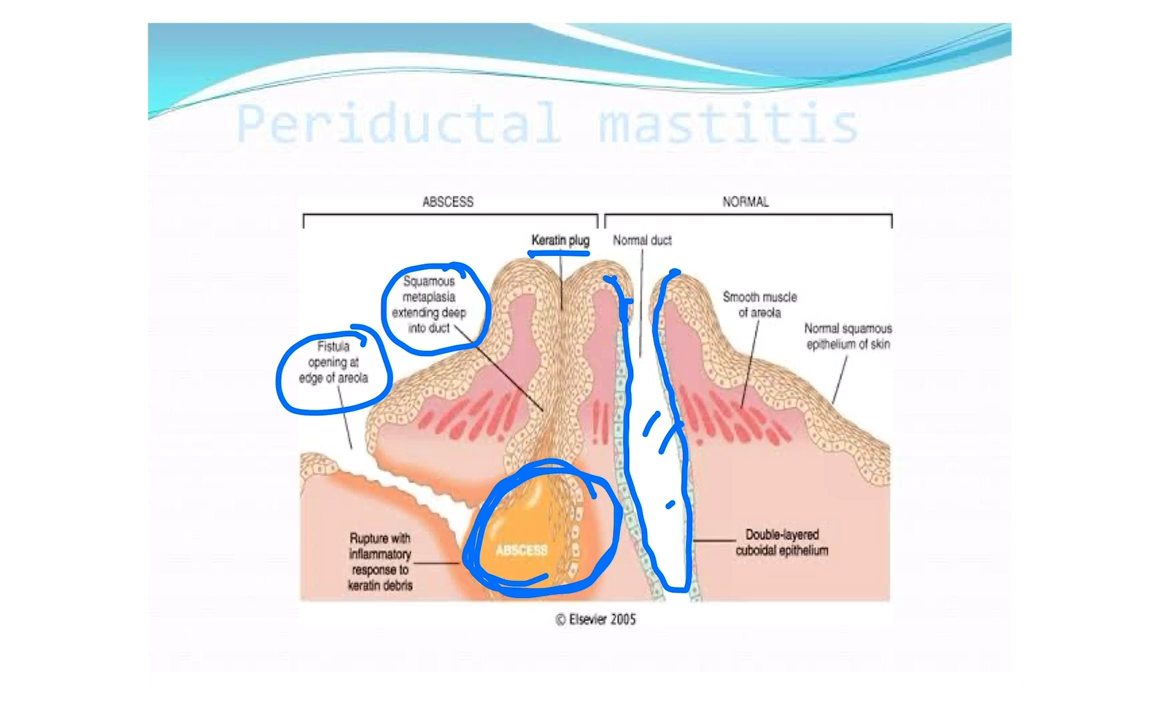 Periductal mastitis
ABSCESS
NORMAL
Keratin plug
Normal duct
Squamous
metaplasia
extending deep
into duct
Smooth muscle
of areola
Normal squamous
epithelium of skin
Fistula
opening at
edge of areola
Rupture with
inflammatory
response to
keratin debris
ABSCESS
Double-layered
cuboidal epithelium
© Elsevier 2005